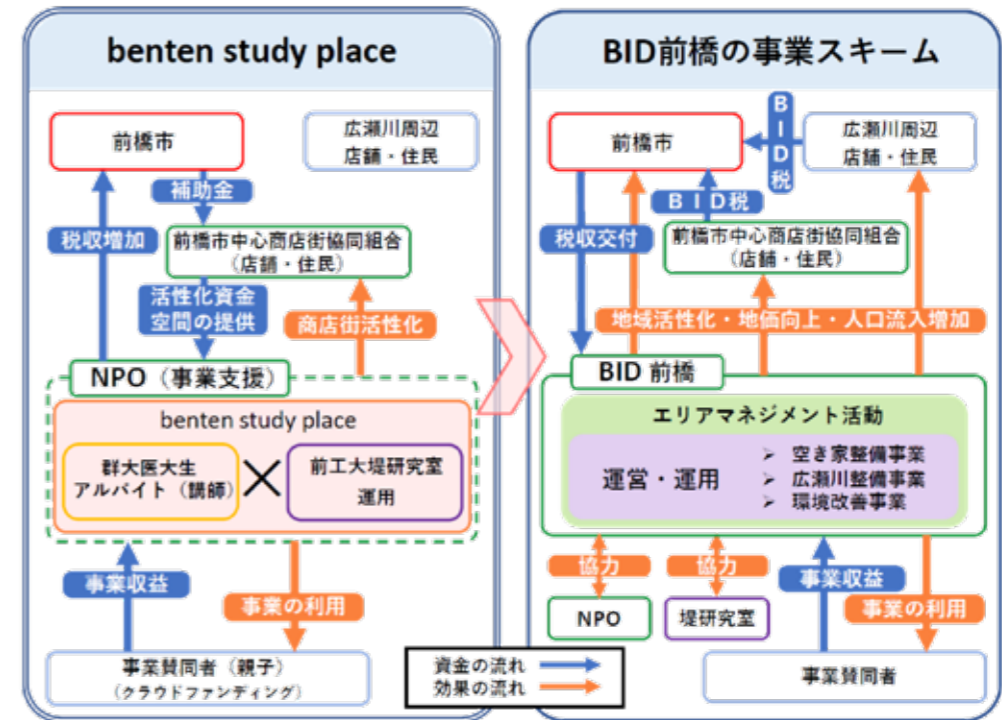 benten study place
前橋市
広瀬川周辺
店舗・住民
補助金
税収増加
前橋市中心商店街協同組合
（店舗・住民）
活性化資金
空間の提供
商店街活性化
NPO（事業支援）
benten study place
群大医大生
アルバイト（講師）
前工大堤研究室
運用
事業収益
事業の利用
事業賛同者（親子）
（クラウドファンディング）
BID前橋の事業スキーム
前橋市
BID税
広瀬川周辺
店舗・住民
BID税
税収交付
前橋市中心商店街協同組合
（店舗・住民）
地域活性化・地価向上・人口流入増加
BID 前橋
エリアマネジメント活動
運営・運用
➢ 空き家整備事業
➢ 広瀬川整備事業
➢ 環境改善事業
協力
協力
事業収益
事業の利用
NPO
堤研究室
事業賛同者
資金の流れ
効果の流れ